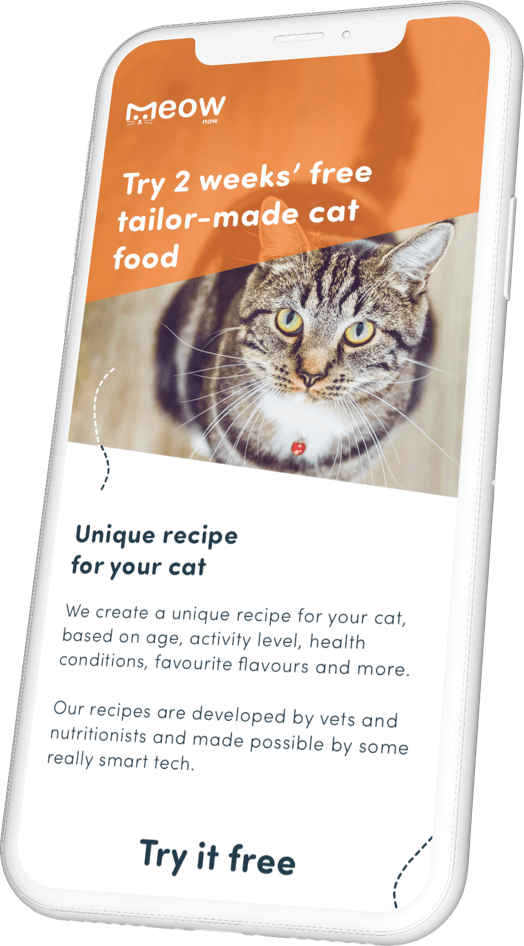 meow
now
Try 2 weeks’ free
tailor-made cat
food
Unique recipe
for your cat
We create a unique recipe for your cat,
based on age, activity level, health
conditions, favourite flavours and more.
Our recipes are developed by vets and
nutritionists and made possible by some
really smart tech.
Try it free